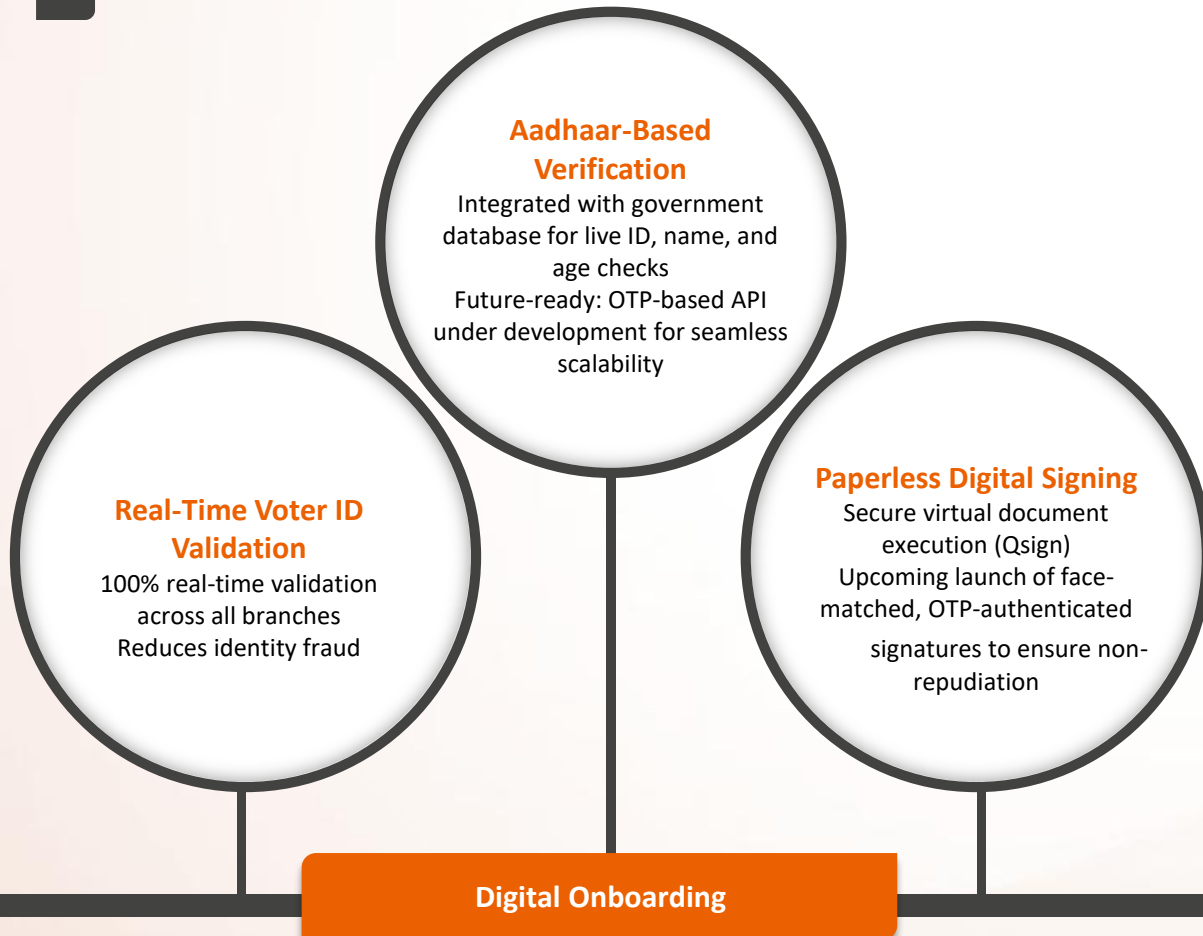 Aadhaar-Based
Verification
Integrated with government
database for live ID, name, and
age checks
Future-ready: OTP-based API
under development for seamless
scalability
Real-Time Voter ID
Validation
100% real-time validation
across all branches
Reduces identity fraud
Paperless Digital Signing
Secure virtual document
execution (Qsign)
Upcoming launch of face-
matched, OTP-authenticated
signatures to ensure non-
repudiation
Digital Onboarding